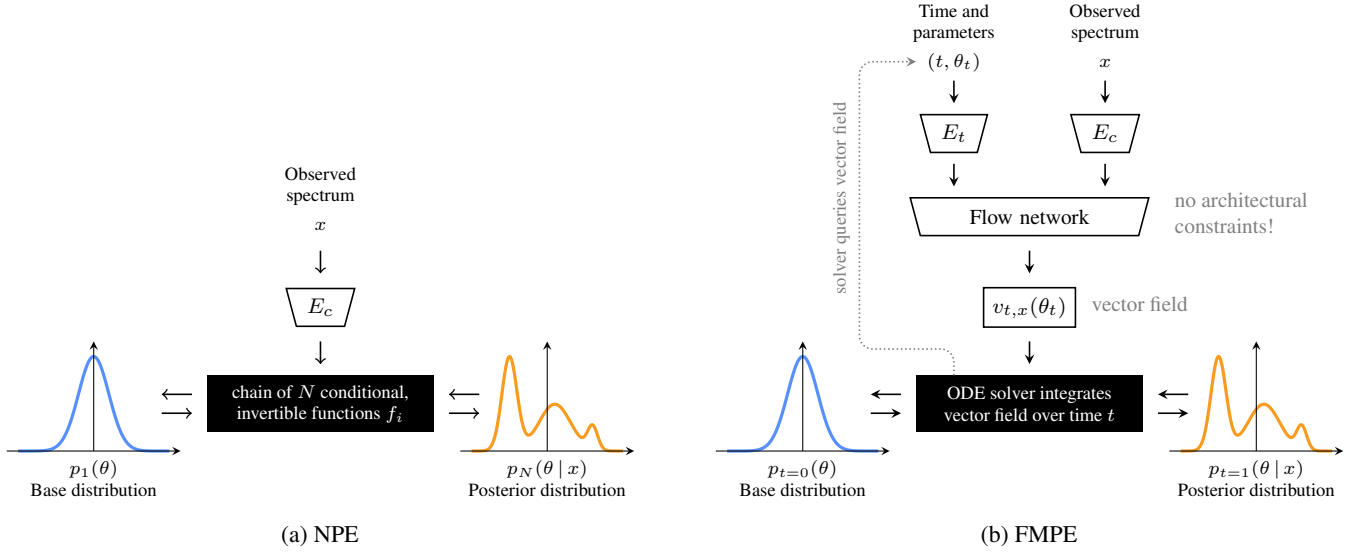 Observed
spectrum
x
E_c
chain of N conditional,
invertible functions f_i
p_1(θ)
Base distribution
p_N(θ | x)
Posterior distribution
(a) NPE
Time and
parameters
(t, θ_t)
Observed
spectrum
x
E_t
E_c
Flow network
no architectural
constraints!
solver queries vector field
v_{t,x}(θ_t)
vector field
ODE solver integrates
vector field over time t
p_{t=0}(θ)
Base distribution
p_{t=1}(θ | x)
Posterior distribution
(b) FMPE